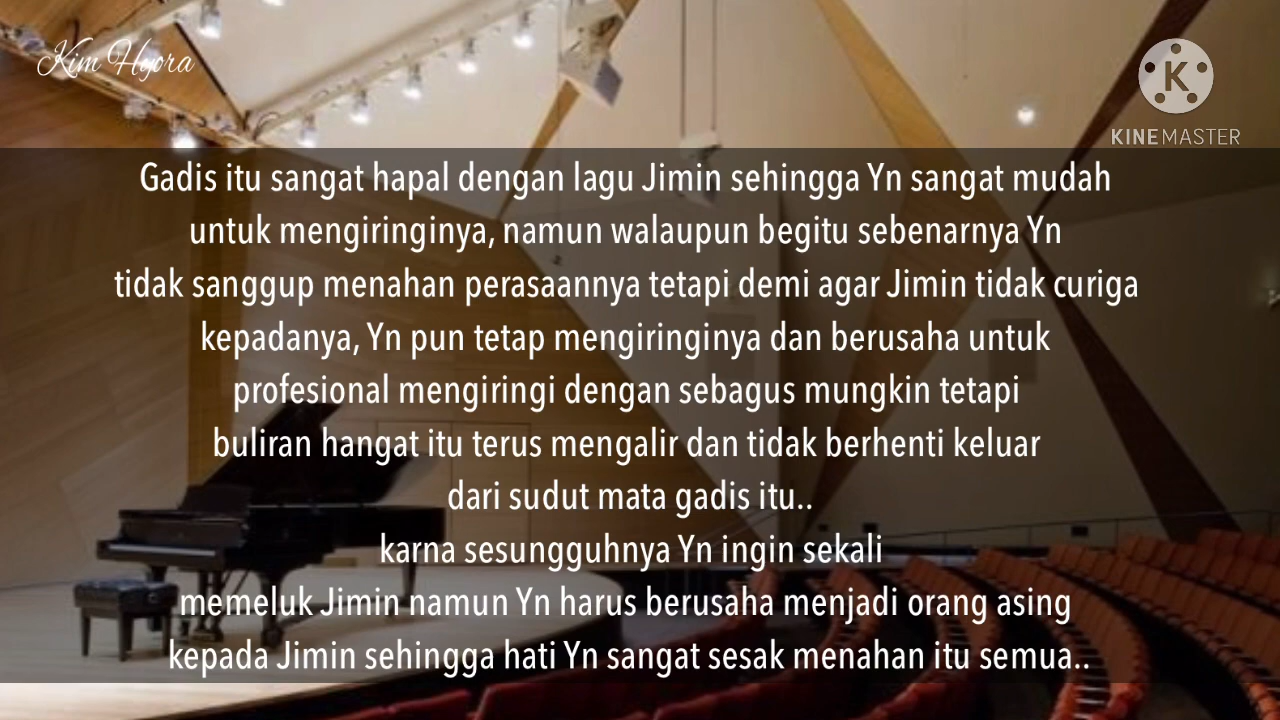 Kim Hyora
K
KINEMASTER
Gadis itu sangat hapal dengan lagu Jimin sehingga Yn sangat mudah
untuk mengiringinya, namun walaupun begitu sebenarnya Yn
tidak sanggup menahan perasaannya tetapi demi agar Jimin tidak curiga
kepadanya, Yn pun tetap mengiringinya dan berusaha untuk
profesional mengiringi dengan sebagus mungkin tetapi
buliran hangat itu terus mengalir dan tidak berhenti keluar
dari sudut mata gadis itu..
karna sesungguhnya Yn ingin sekali
memeluk Jimin namun Yn harus berusaha menjadi orang asing
kepada Jimin sehingga hati Yn sangat sesak menahan itu semua..